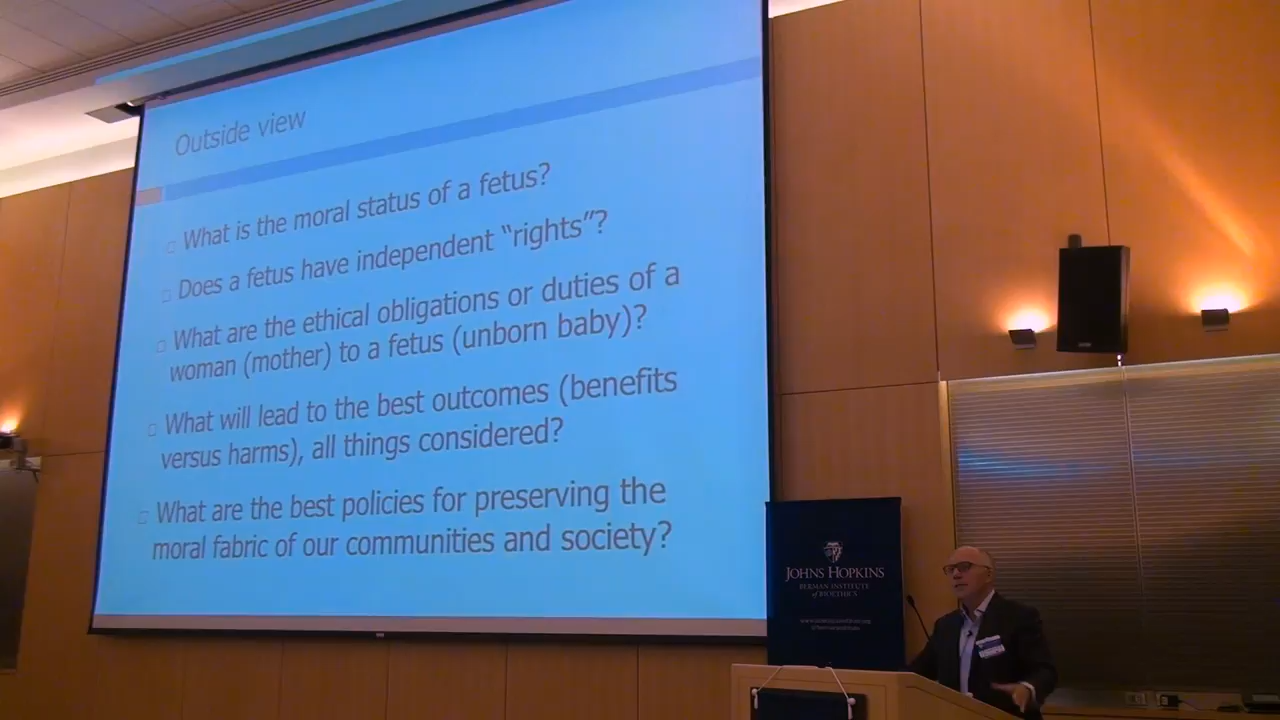 Outside view
What is the moral status of a fetus?
Does a fetus have independent “rights”?
What are the ethical obligations or duties of a
woman (mother) to a fetus (unborn baby)?
What will lead to the best outcomes (benefits
versus harms), all things considered?
What are the best policies for preserving the
moral fabric of our communities and society?
JOHNS HOPKINS
BERMAN INSTITUTE
of BIOETHICS